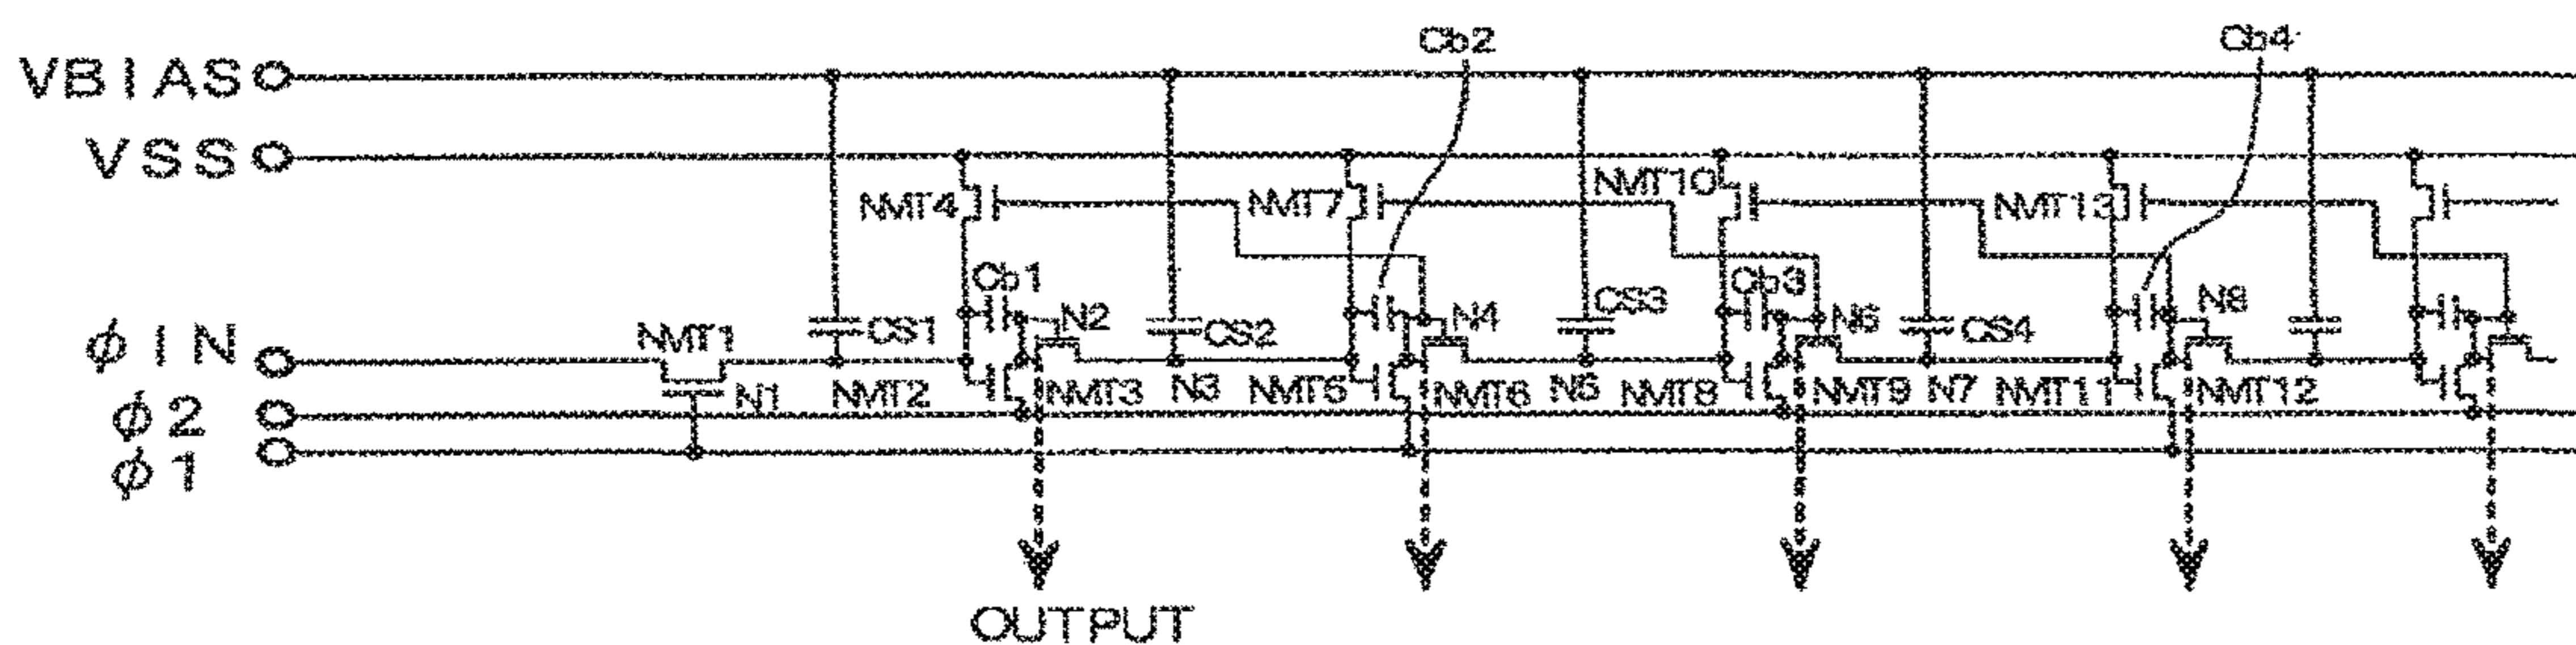 Cb2
Cb4
VBIAS
VSS
NMT4
NMT7
NMT10
NMT13
Cb1
Cb3
φIN
NMT1
CS1
N2
CS2
N4
CS3
N6
CS4
N8
N1
NMT2
NMT3
N3
NMT5
NMT6
N5
NMT8
NMT9
N7
NMT11
NMT12
φ2
φ1
OUTPUT